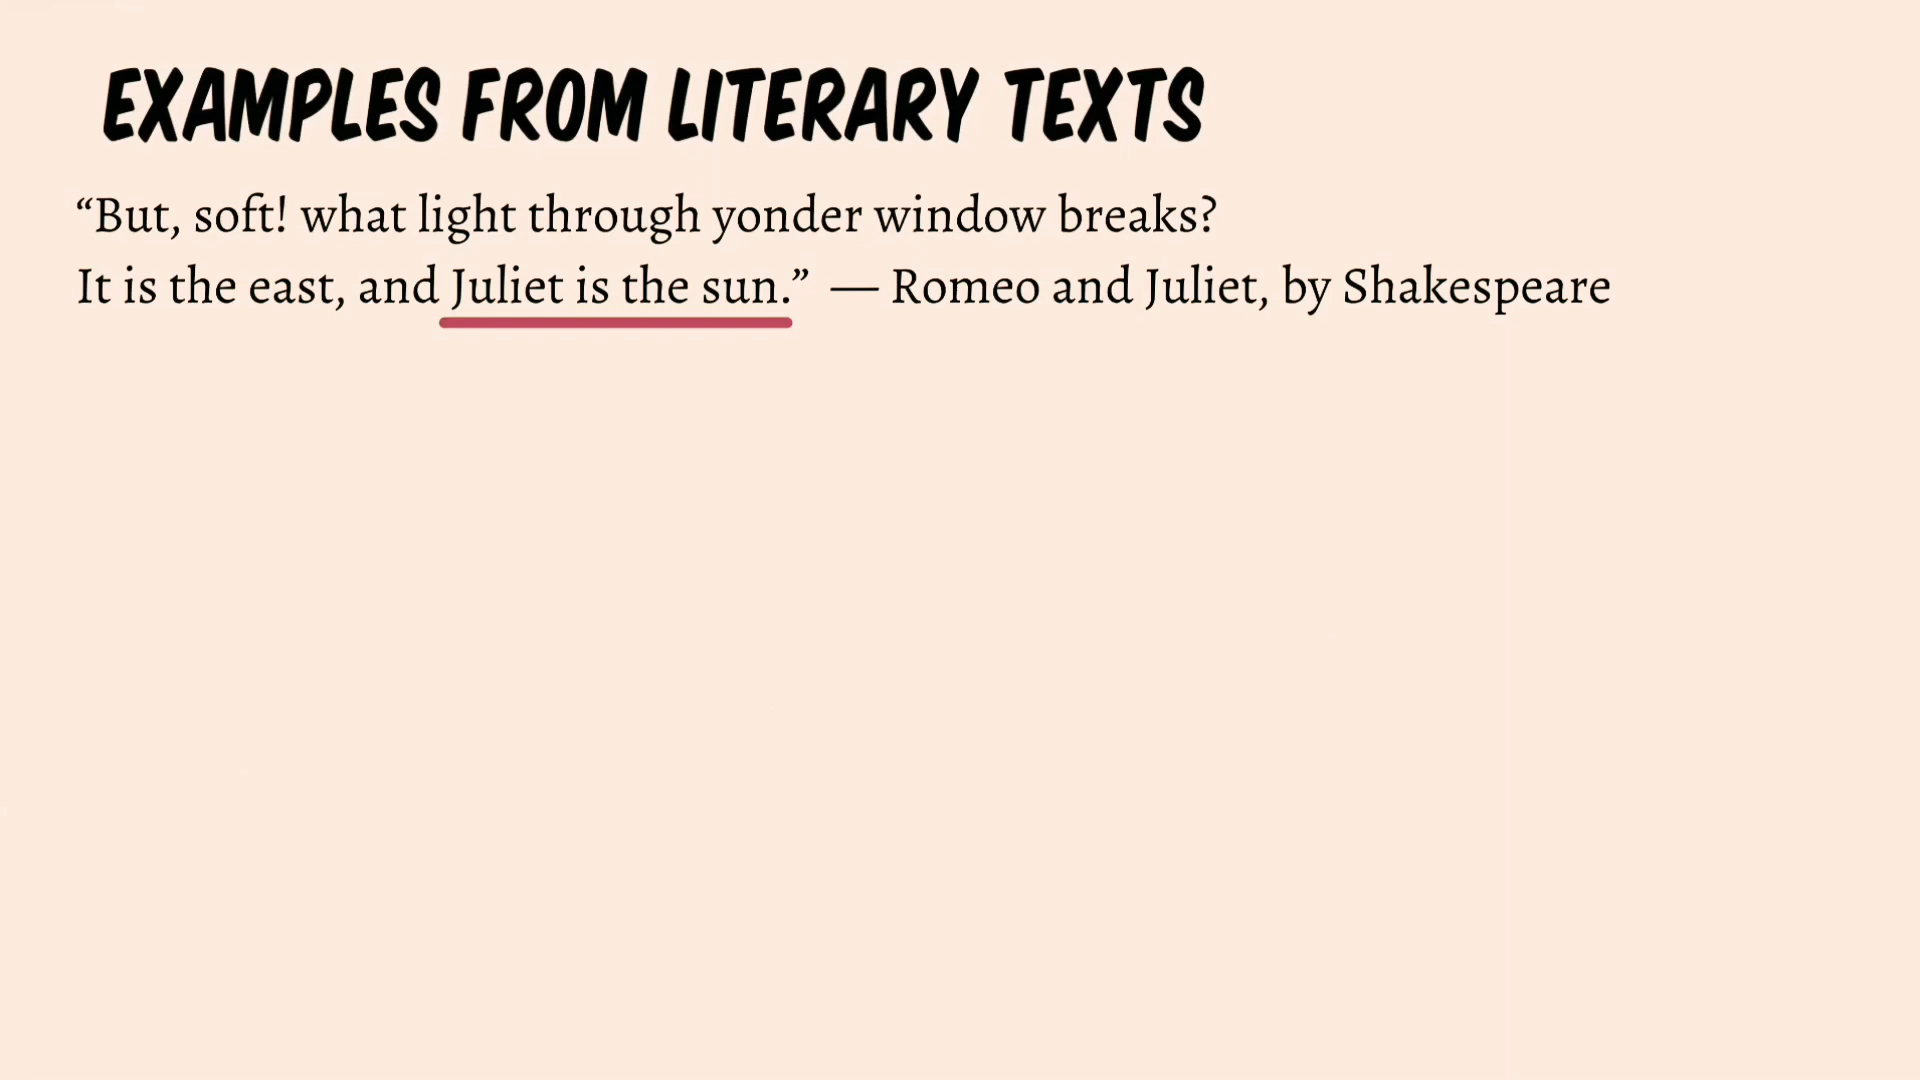 EXAMPLES FROM LITERARY TEXTS
“But, soft! what light through yonder window breaks?
It is the east, and Juliet is the sun.” — Romeo and Juliet, by Shakespeare